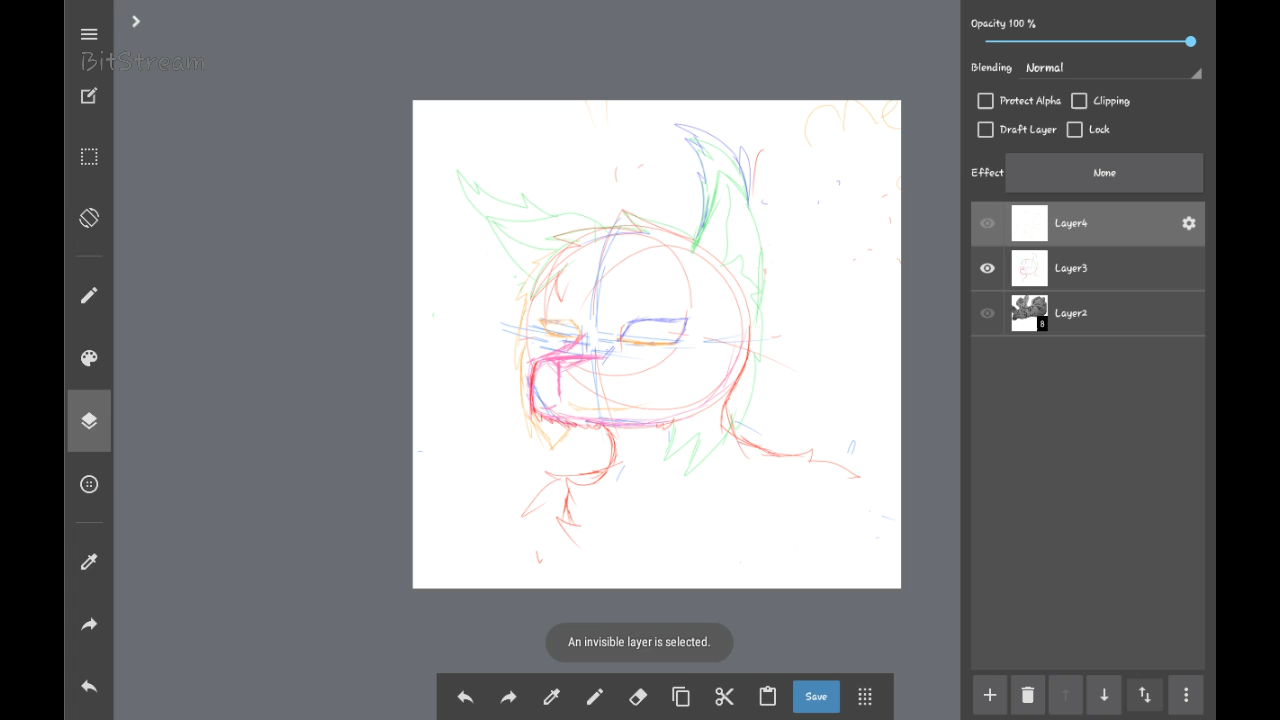 Opacity 100 %
BitStream
Blending Normal
Protect Alpha Clipping
Draft Layer Lock
Effect None
Layer4
Layer3
Layer2
8
An invisible layer is selected.
Save